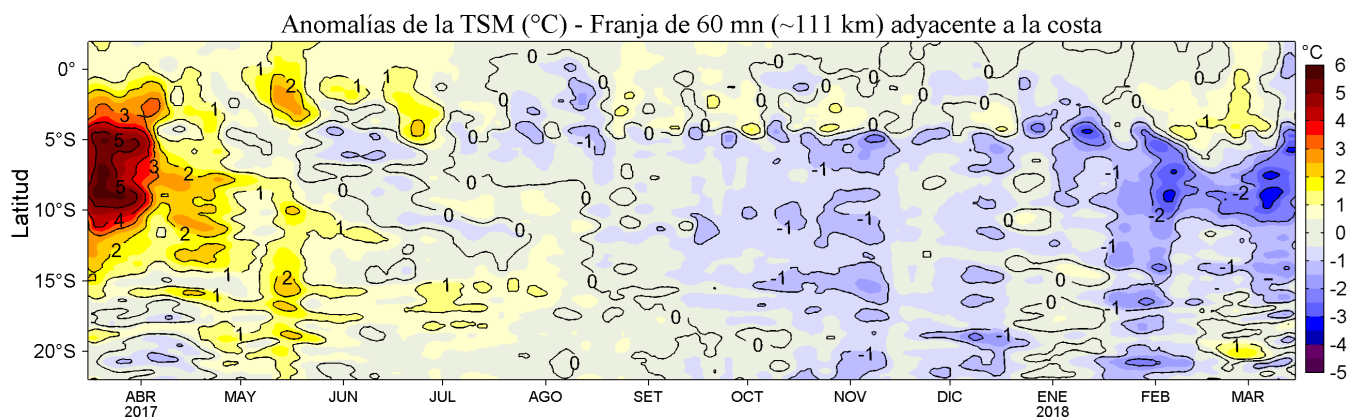 Anomalías de la TSM (°C) - Franja de 60 mn (~111 km) adyacente a la costa
°C
6
5
4
3
2
1
0
-1
-2
-3
-4
-5
Latitud
0°
5°S
10°S
15°S
20°S
ABR MAY JUN JUL AGO SET OCT NOV DIC ENE FEB MAR
2017 2018